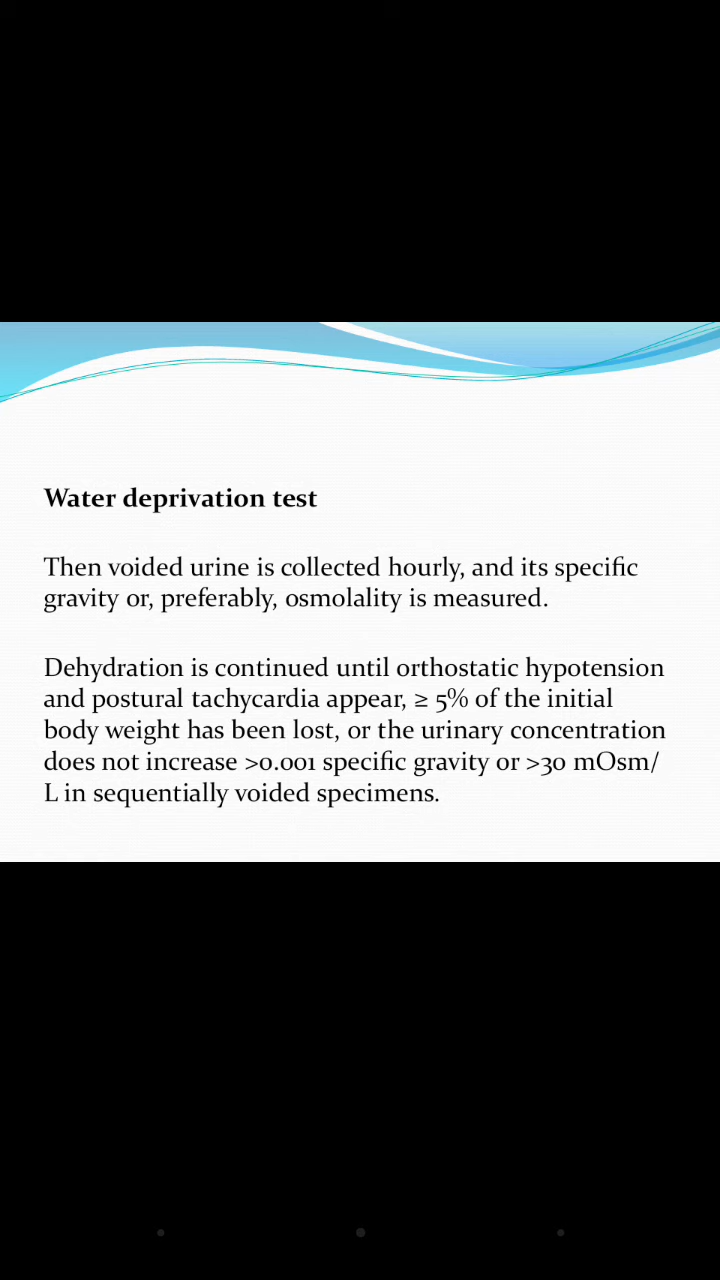 Water deprivation test
Then voided urine is collected hourly, and its specific
gravity or, preferably, osmolality is measured.
Dehydration is continued until orthostatic hypotension
and postural tachycardia appear, ≥ 5% of the initial
body weight has been lost, or the urinary concentration
does not increase >0.001 specific gravity or >30 mOsm/
L in sequentially voided specimens.